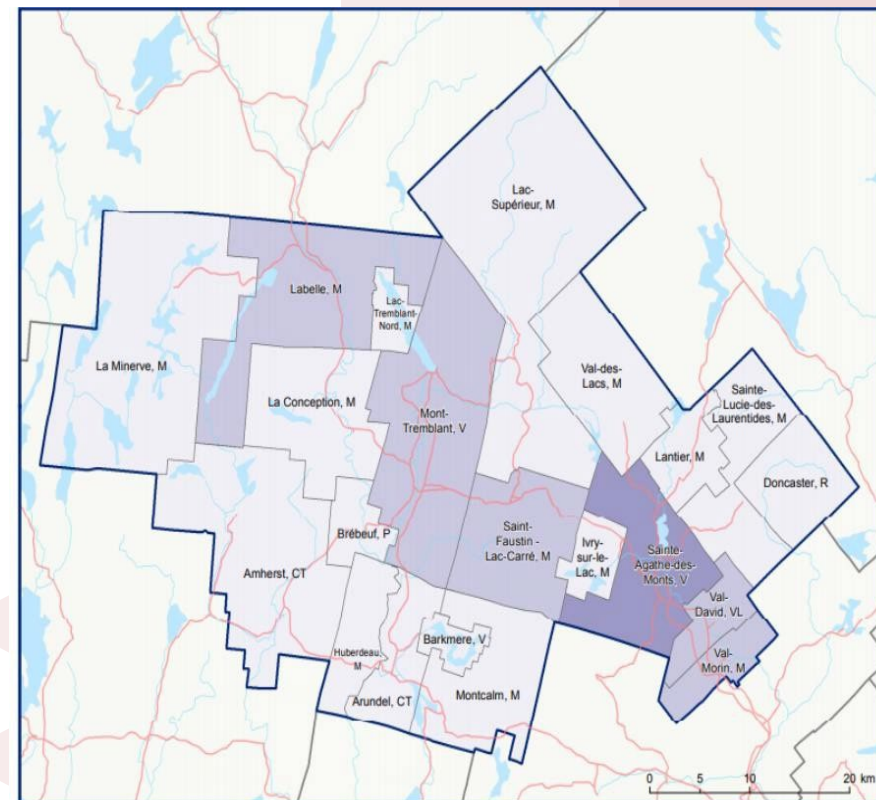 Lac-
Supérieur, M
Labelle, M
Lac-
Tremblant-
Nord, M
La Minerve, M
Val-des-
Lacs, M
Sainte-
Lucie-des-
Laurentides, M
La Conception, M
Mont-
Tremblant, V
Lantier, M
Doncaster, R
Brébeuf, P
Saint-
Faustin -
Lac-Carré, M
Ivry-
sur-le-
Lac, M
Sainte-
Agathe-des-
Monts, V
Amherst, CT
Val-
David, VL
Huberdeau,
M
Barkmere, V
Val-
Morin, M
Arundel, CT
Montcalm, M
0 5 10 20 km